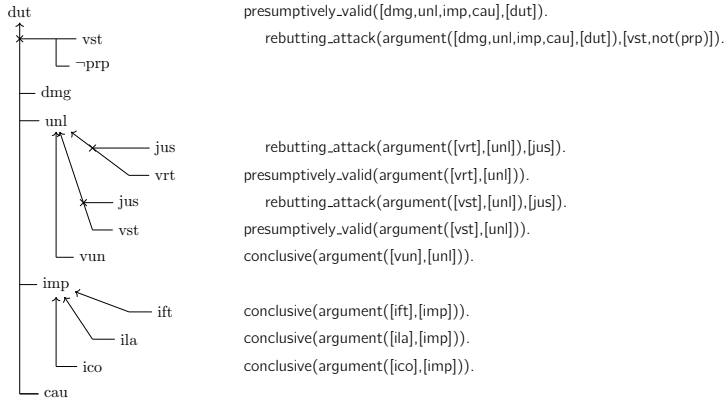 dut presumptively_valid([dmg,unl,imp,cau],[dut]).
vst rebutting_attack(argument([dmg,unl,imp,cau],[dut]),[vst,not(prp)]).
¬prp
dmg
unl
jus rebutting_attack(argument([vrt],[unl]),[jus]).
vrt presumptively_valid(argument([vrt],[unl])).
jus rebutting_attack(argument([vst],[unl]),[jus]).
vst presumptively_valid(argument([vst],[unl])).
vun conclusive(argument([vun],[unl])).
imp
ift conclusive(argument([ift],[imp])).
ila conclusive(argument([ila],[imp])).
ico conclusive(argument([ico],[imp])).
cau